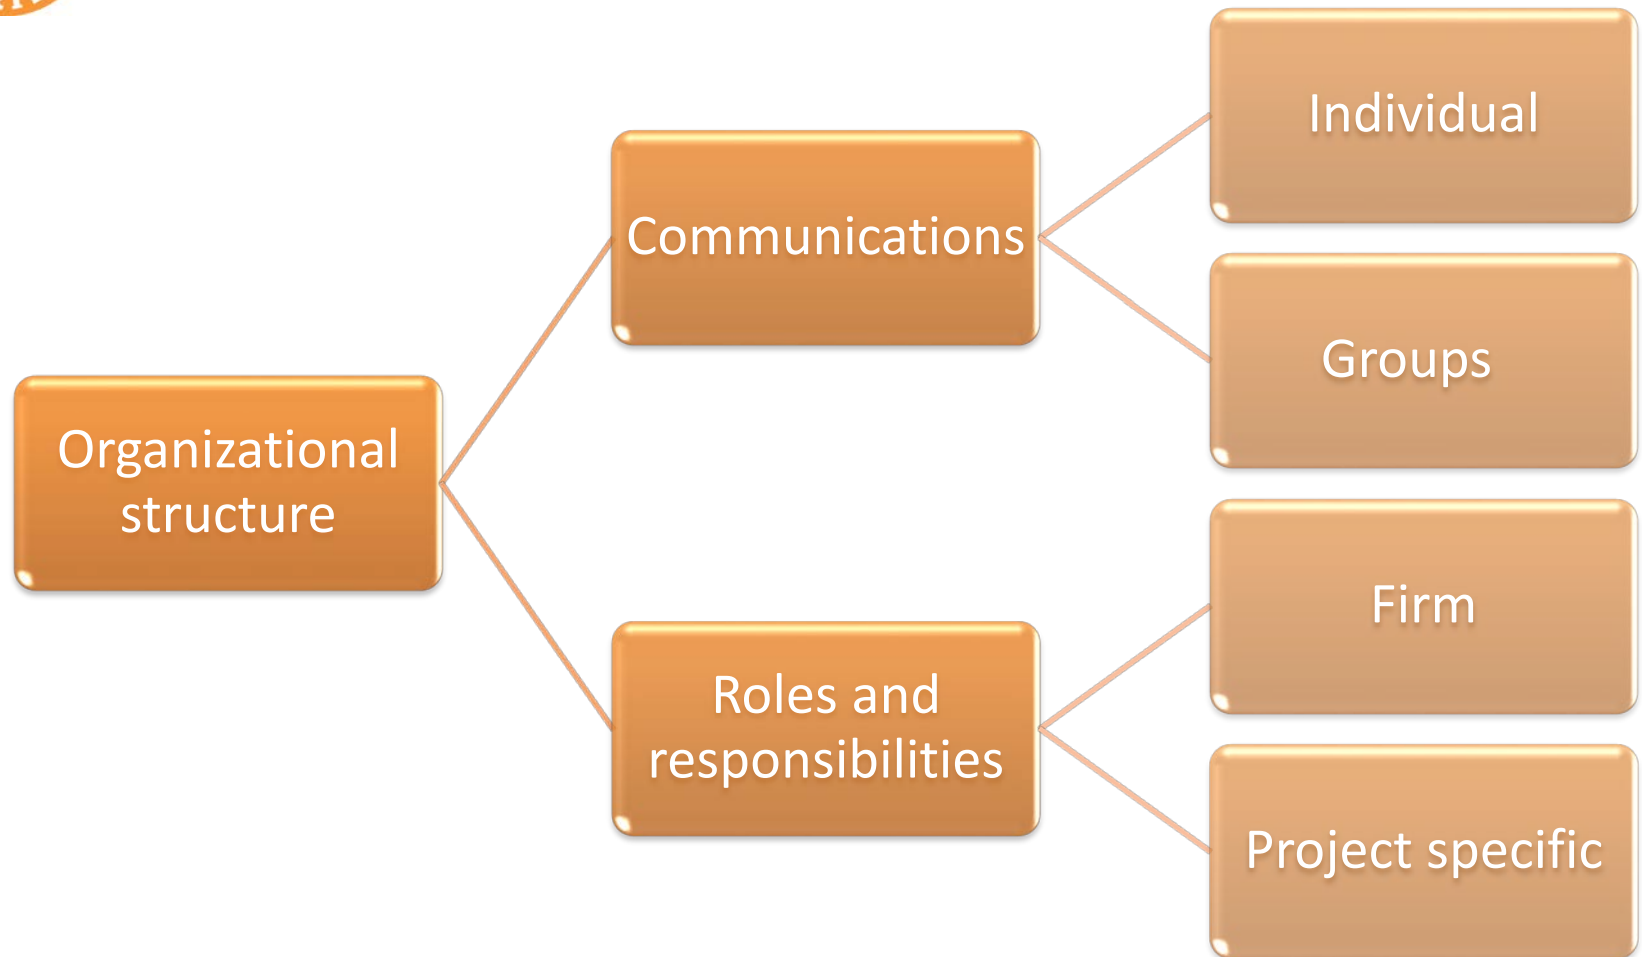 Organizational
structure
Communications
Roles and
responsibilities
Individual
Groups
Firm
Project specific